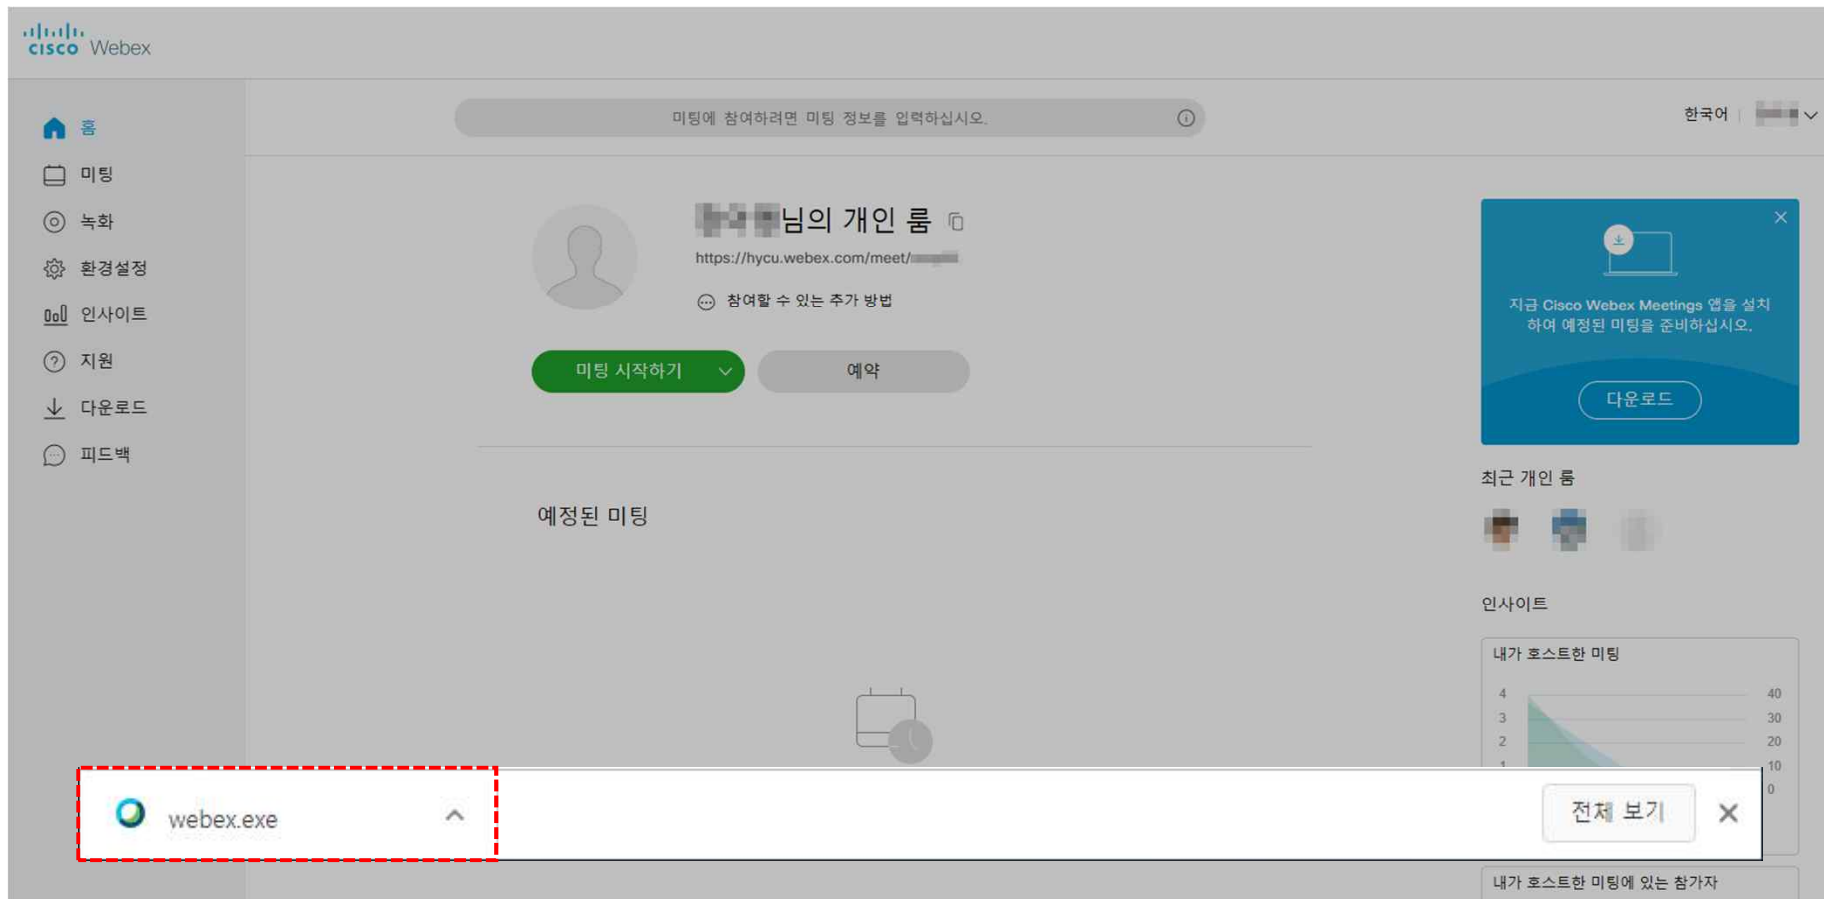 cisco Webex
홈
미팅
녹화
환경설정
인사이트
지원
다운로드
피드백
미팅에 참여하려면 미팅 정보를 입력하십시오.
한국어
님의 개인 룸
https://hycu.webex.com/meet/
참여할 수 있는 추가 방법
미팅 시작하기
예약
예정된 미팅
지금 Cisco Webex Meetings 앱을 설치
하여 예정된 미팅을 준비하십시오.
다운로드
최근 개인 룸
인사이트
내가 호스트한 미팅
4 40
3 30
2 20
1 10
0
webex.exe
전체 보기
내가 호스트한 미팅에 있는 참가자